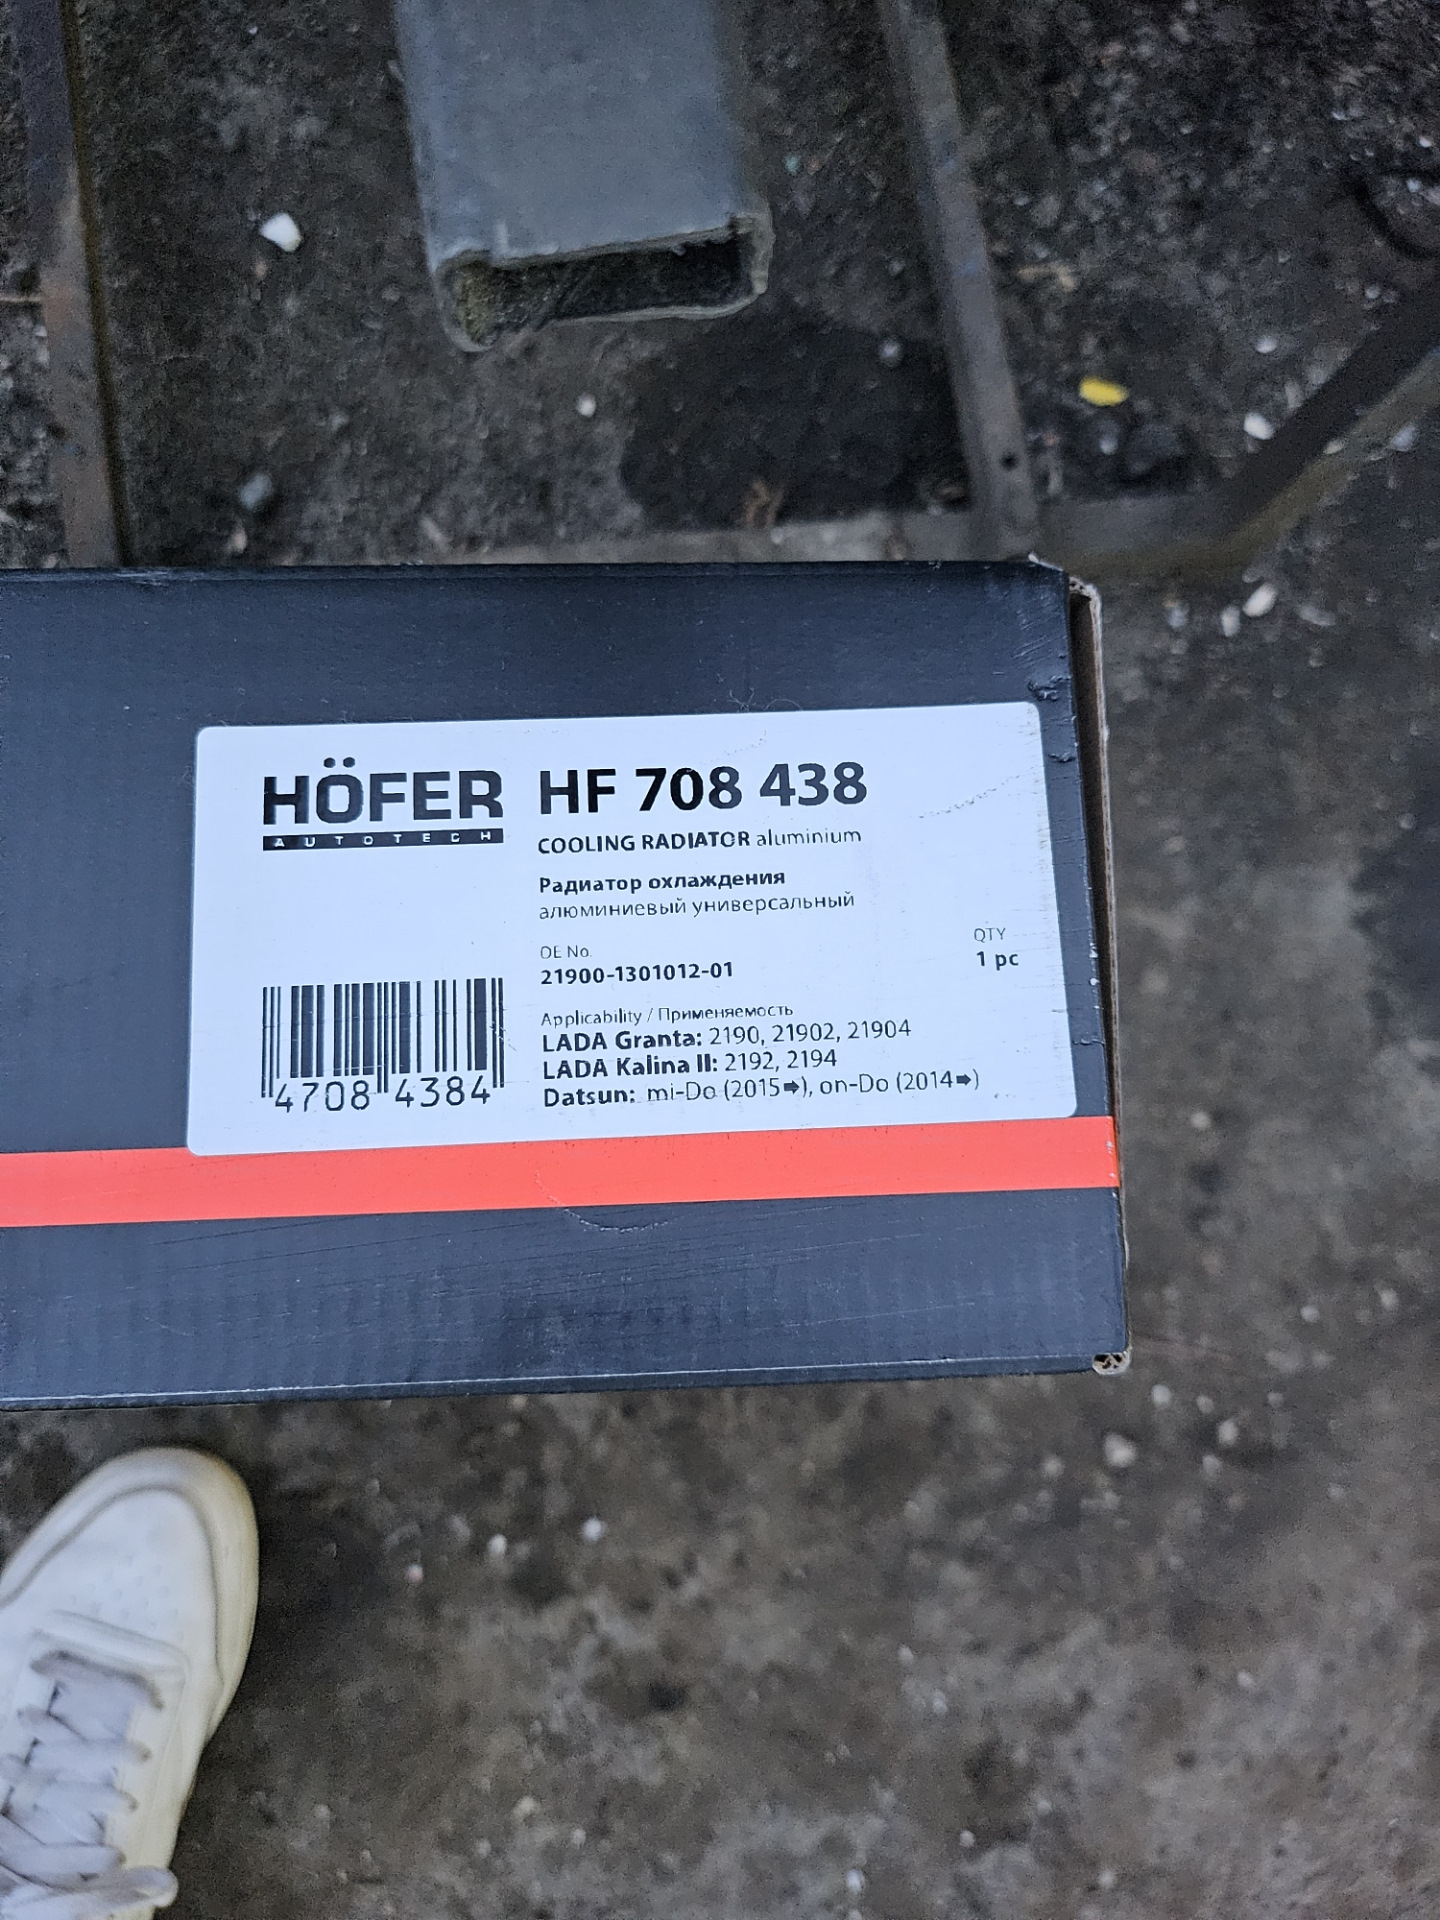 HÖFER
AUTOTECH
HF 708 438
COOLING RADIATOR aluminium
Радиатор охлаждения
алюминиевый универсальный
OE No.
21900-1301012-01
QTY
1 pc
Applicability / Применяемость
LADA Granta: 2190, 21902, 21904
LADA Kalina II: 2192, 2194
Datsun: mi-Do (2015➡), on-Do (2014➡)
4708 4384